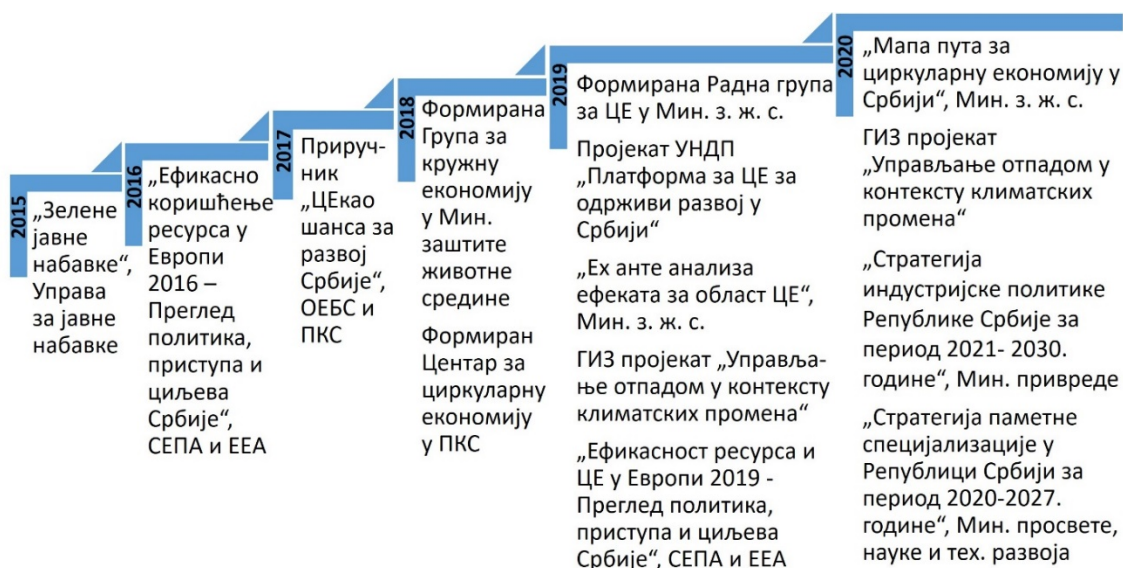 2015
„Зелене
јавне
набавке“,
Управа
за јавне
набавке
2016
„Ефикасно
коришћење
ресурса у
Европи
2016 –
Преглед
политика,
приступа и
циљева
Србије“,
СЕПА и ЕЕА
2017
Прируч-
ник
„ЦЕкао
шанса за
развој
Србије“,
ОЕБС и
ПКС
2018
Формирана
Група за
кружну
економију
у Мин.
заштите
животне
средине
Формиран
Центар за
циркуларну
економију
у ПКС
2019
Формирана Радна група
за ЦЕ у Мин. з. ж. с.
Пројекат УНДП
„Платформа за ЦЕ за
одрживи развој у
Србији“
„Ex анте анализа
ефеката за област ЦЕ“,
Мин. з. ж. с.
ГИЗ пројекат „Управља-
ње отпадом у контексту
климатских промена“
„Ефикасност ресурса и
ЦЕ у Европи 2019 -
Преглед политика,
приступа и циљева
Србије“, СЕПА и ЕЕА
2020
„Мапа пута за
циркуларну економију у
Србији“, Мин. з. ж. с.
ГИЗ пројекат
„Управљање отпадом у
контексту климатских
промена“
„Стратегија
индустријске политике
Републике Србије за
период 2021- 2030.
године“, Мин. привреде
„Стратегија паметне
специјализације у
Републици Србији за
период 2020-2027.
године“, Мин. просвете,
науке и тех. развоја